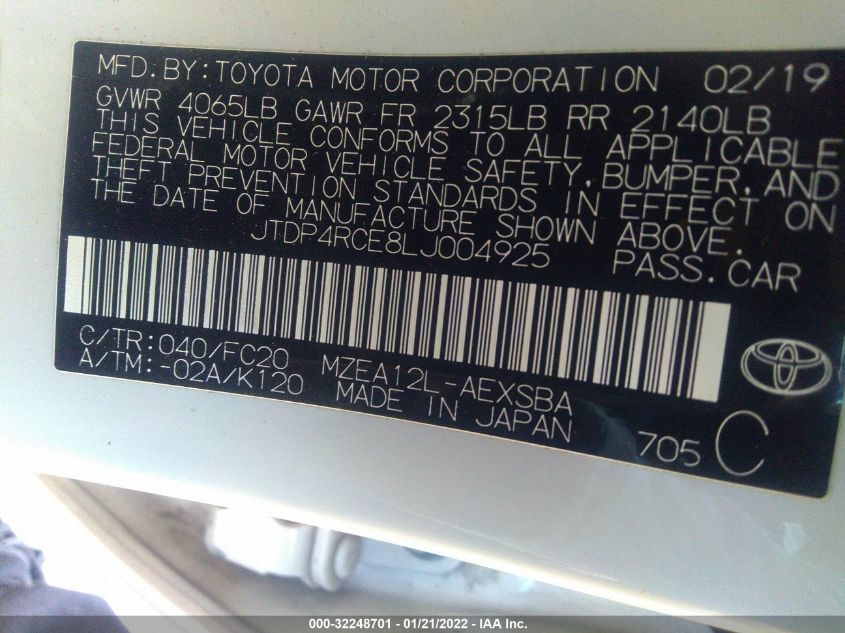 MFD.BY:TOYOTA MOTOR CORPORATION 02/19
GVWR 4065LB GAWR FR 2315LB RR 2140LB
THIS VEHICLE CONFORMS TO ALL APPLICABLE
FEDERAL MOTOR VEHICLE SAFETY,BUMPER,AND
THEFT PREVENTION STANDARDS IN EFFECT ON
THE DATE OF MANUFACTURE SHOWN ABOVE.
JTDP4RCE8LJ004925 PASS.CAR
C/TR:040/FC20 MZEA12L-AEXSBA
A/TM:-02A/K120 MADE IN JAPAN 705 C
000-32248701 - 01/21/2022 - IAA Inc.